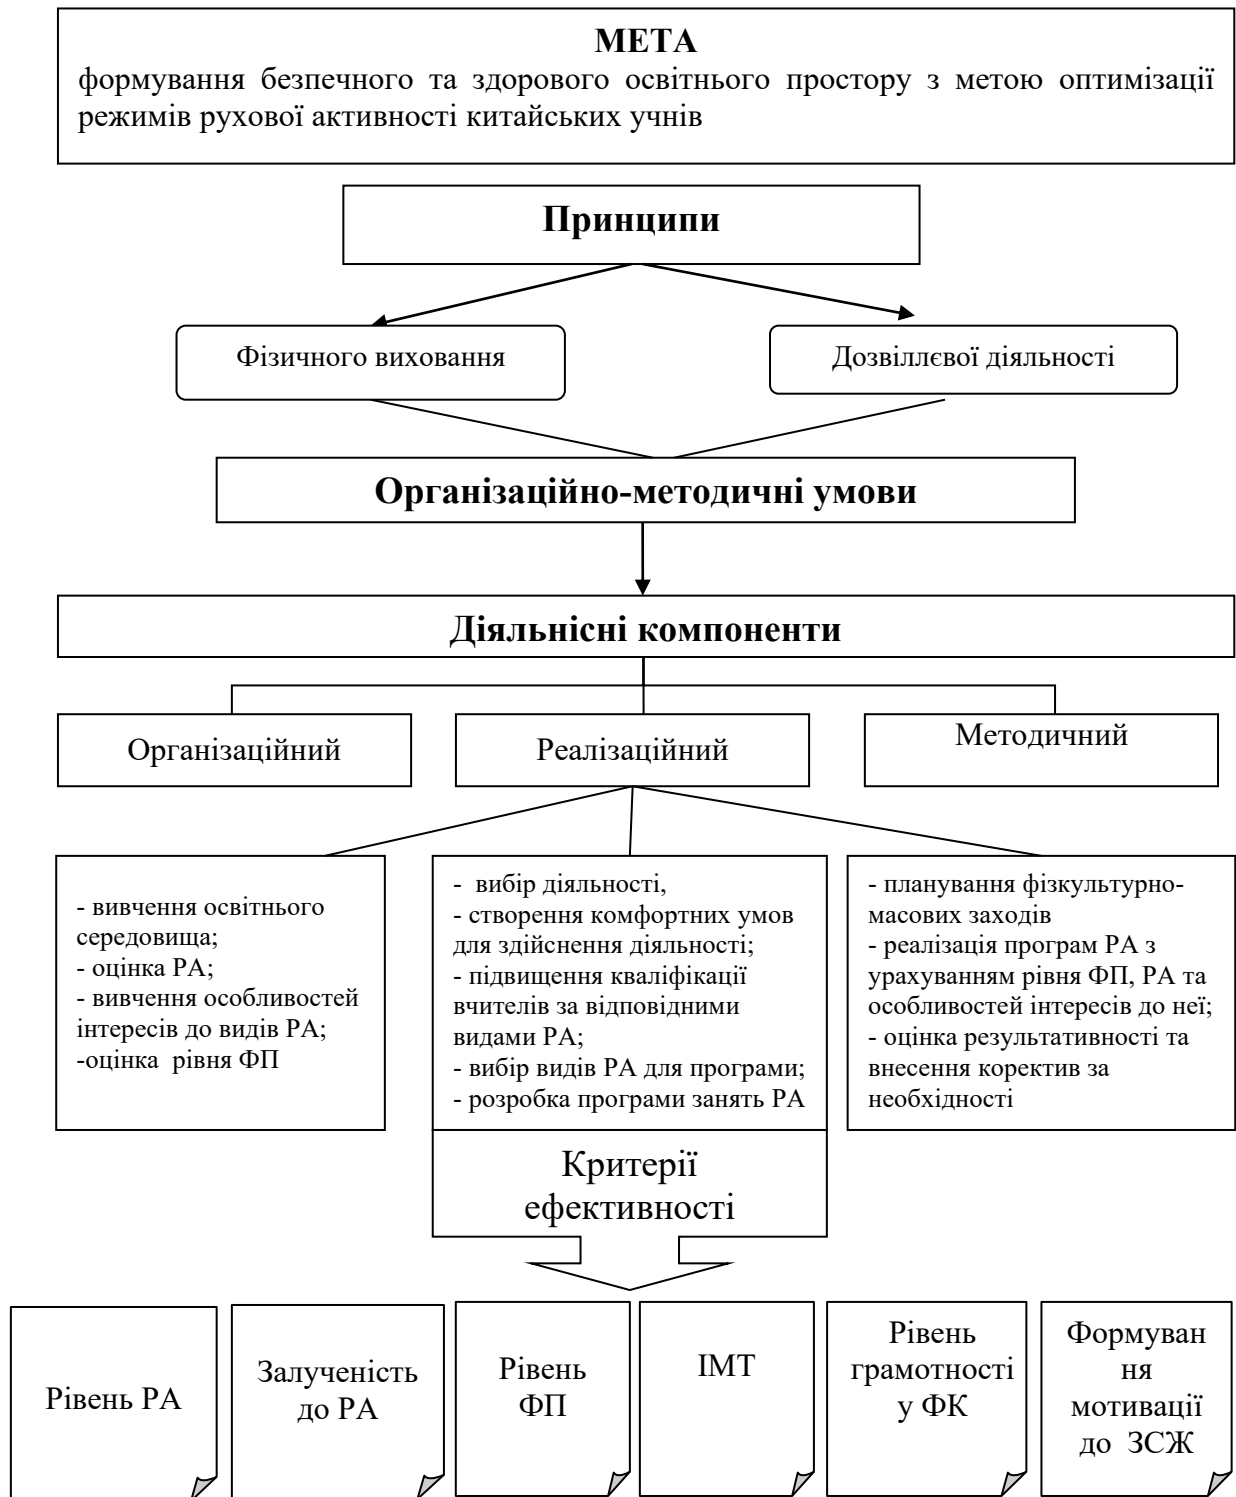 МЕТА
формування безпечного та здорового освітнього простору з метою оптимізації
режимів рухової активності китайських учнів
Принципи
Фізичного виховання
Дозвіллєвої діяльності
Організаційно-методичні умови
Діяльнісні компоненти
Організаційний
Реалізаційний
Методичний
- вивчення освітнього
середовища;
- оцінка РА;
- вивчення особливостей
інтересів до видів РА;
-оцінка рівня ФП
- вибір діяльності,
- створення комфортних умов
для здійснення діяльності;
- підвищення кваліфікації
вчителів за відповідними
видами РА;
- вибір видів РА для програми;
- розробка програми занять РА
- планування фізкультурно-
масових заходів
- реалізація програм РА з
урахуванням рівня ФП, РА та
особливостей інтересів до неї;
- оцінка результативності та
внесення коректив за
необхідності
Критерії
ефективності
Рівень РА
Залученість
до РА
Рівень
ФП
ІМТ
Рівень
грамотності
у ФК
Формуван
ня
мотивації
до ЗСЖ